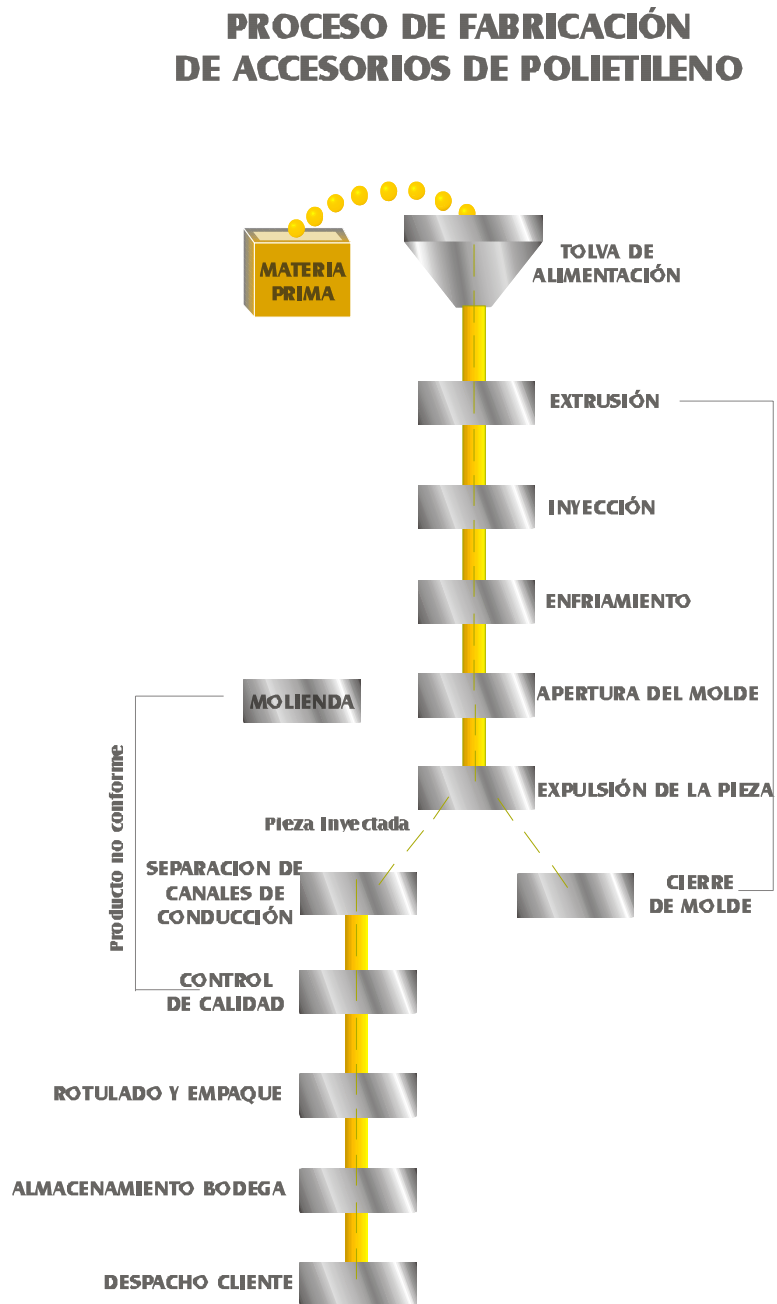 PROCESO DE FABRICACIÓN
DE ACCESORIOS DE POLIETILENO
MATERIA
PRIMA
TOLVA DE
ALIMENTACIÓN
EXTRUSIÓN
INYECCIÓN
ENFRIAMIENTO
MOLIENDA
APERTURA DEL MOLDE
EXPULSIÓN DE LA PIEZA
Pieza Inyectada
Producto no conforme
SEPARACION DE
CANALES DE
CONDUCCIÓN
CIERRE
DE MOLDE
CONTROL
DE CALIDAD
ROTULADO Y EMPAQUE
ALMACENAMIENTO BODEGA
DESPACHO CLIENTE